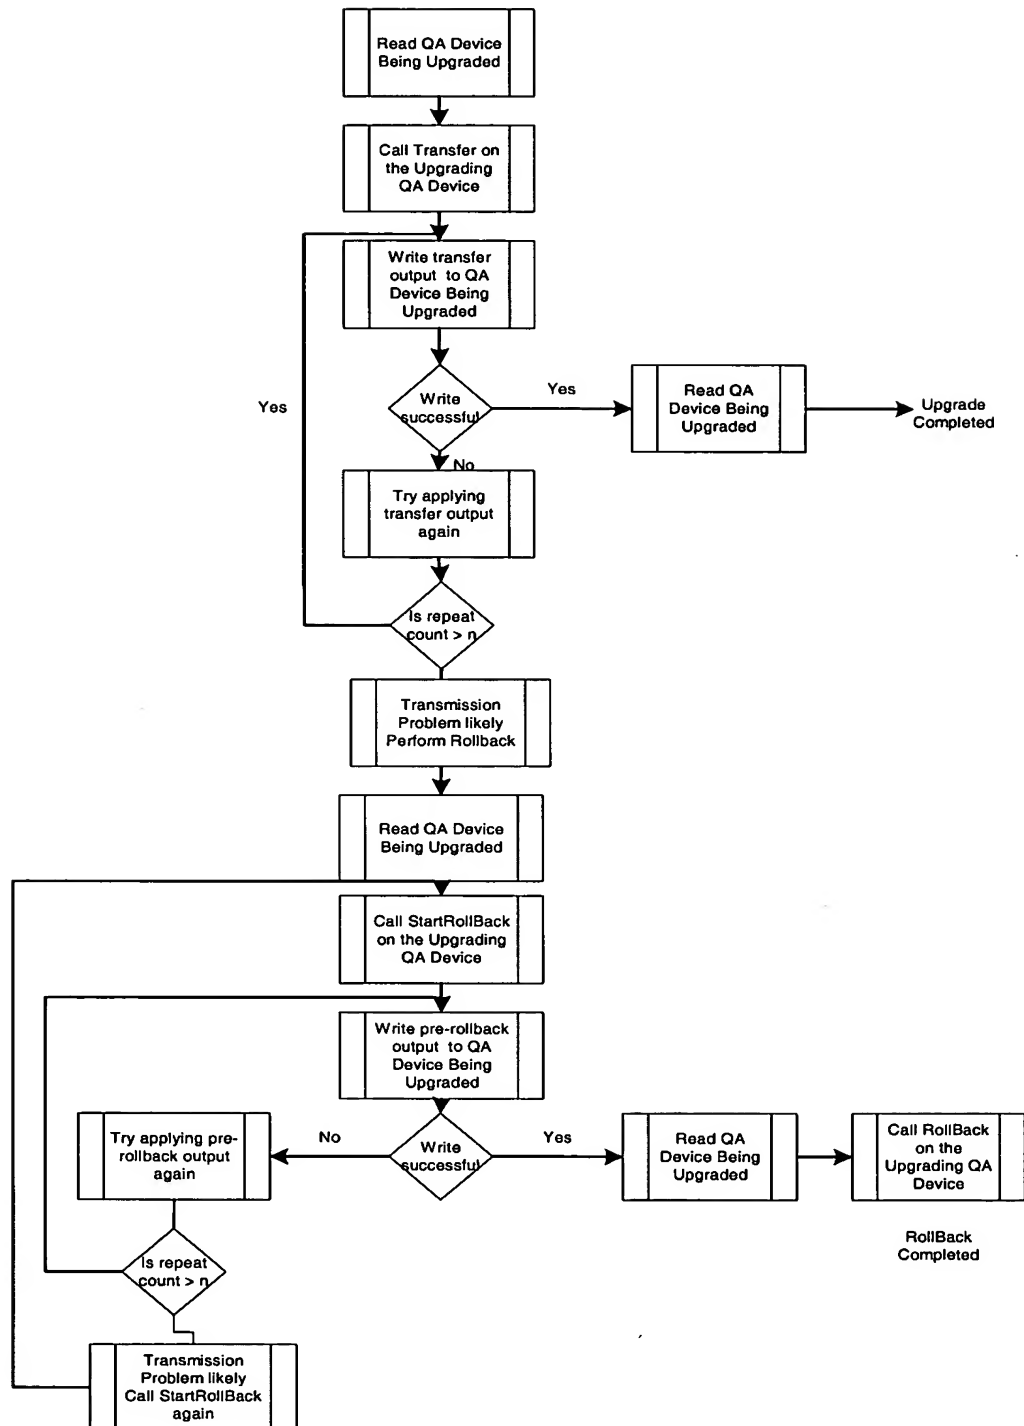 Read QA Device
Being Upgraded
Call Transfer on
the Upgrading
QA Device
Write transfer
output to QA
Device Being
Upgraded
Write
successful
Yes
Read QA
Device Being
Upgraded
Upgrade
Completed
Yes
No
Try applying
transfer output
again
Is repeat
count > n
Transmission
Problem likely
Perform Rollback
Read QA Device
Being Upgraded
Call StartRollBack
on the Upgrading
QA Device
Write pre-rollback
output to QA
Device Being
Upgraded
Try applying pre-
rollback output
again
No
Write
successful
Yes
Read QA
Device Being
Upgraded
Call RollBack
on the
Upgrading QA
Device
RollBack
Completed
Is repeat
count > n
Transmission
Problem likely
Call StartRollBack
again